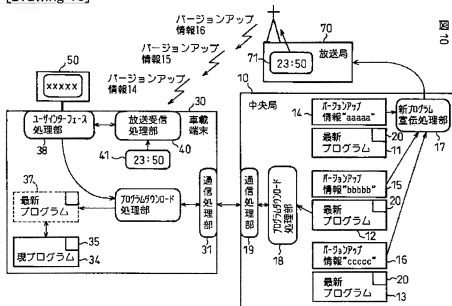 [Drawing 10]
図10
バージョンアップ
情報16
バージョンアップ
情報15
バージョンアップ
情報14
70
放送局
71
23:50
50
xxxxx
30
車載
端末
ユーザインターフェース
処理部
38
放送受信
処理部
40
41
23:50
37
最新
プログラム
プログラムダウンロード
処理部
35
現プログラム
34
通信処理部
31
10
中央局
14
バージョンアップ
情報"aaaaa"
新プログラム
宣伝処理部
17
最新
プログラム
20
11
バージョンアップ
情報"bbbbb"
15
最新
プログラム
20
12
バージョンアップ
情報"ccccc"
16
最新
プログラム
20
13
通信処理部
19
プログラムダウンロード
処理部
18